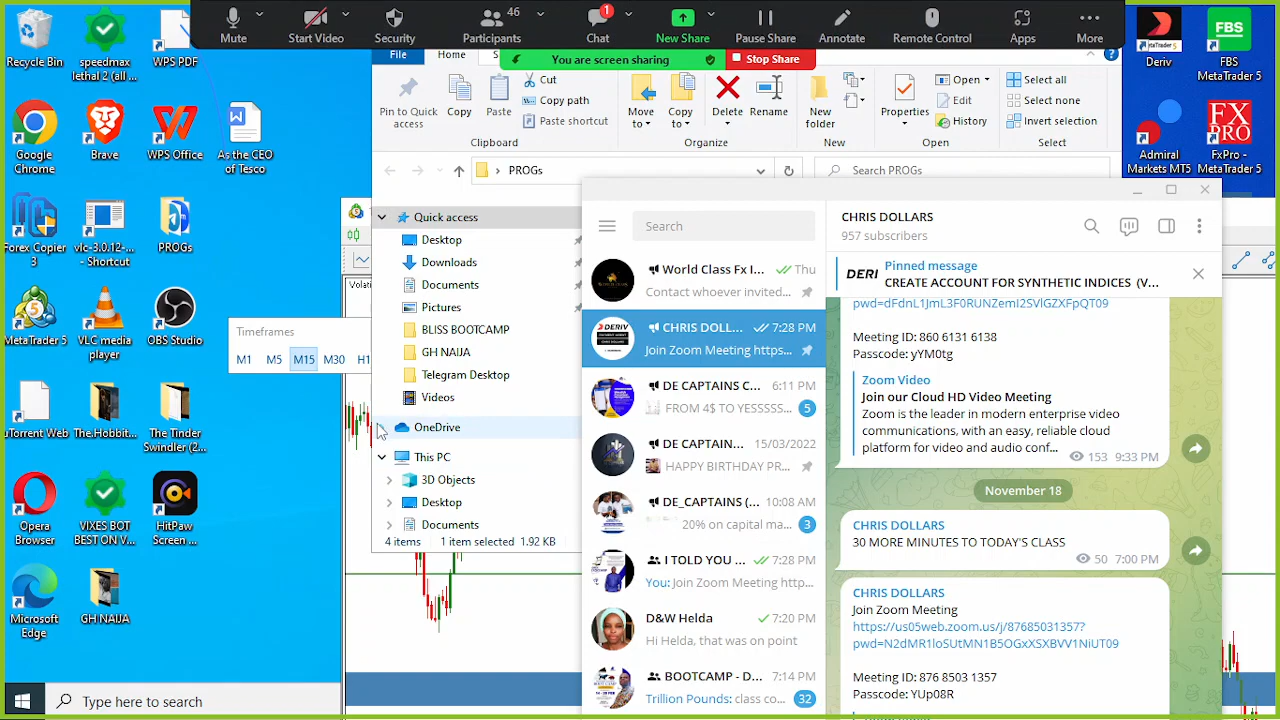 Mute
Start Video
Security
46
1
Chat
New Share
Pause Share
Annotate
Remote Control
Apps
More
You are screen sharing
Stop Share
File
Home
Recycle Bin
speedmax
lethal 2 (all ...
WPS PDF
Google
Chrome
Brave
WPS Office
As the CEO
of Tesco
Forex Copier
3
vlc-3.0.12-...
- Shortcut
PROGs
MetaTrader 5
VLC media
player
OBS Studio
The.Hobbit...
The Tinder
Swindler (2...
Opera
Browser
VIXES BOT
BEST ON V...
HitPaw
Screen ...
Microsoft
Edge
GH NAIJA
Type here to search
Timeframes
M1
M5
M15
M30
H1
Pin to Quick
access
Copy
Paste
Cut
Copy path
Paste shortcut
Clipboard
Move
to
Copy
to
Delete
Rename
Organize
New
folder
New
Properties
Open
Edit
History
Open
Select all
Select none
Invert selection
Select
PROGs
Search PROGs
Quick access
Desktop
Downloads
Documents
Pictures
BLISS BOOTCAMP
GH NAIJA
Telegram Desktop
Videos
OneDrive
This PC
3D Objects
Desktop
Documents
4 items
1 item selected
1.92 KB
Deriv
FBS
FBS
MetaTrader 5
Admiral
Markets MT5
FX
PRO
FxPro -
MetaTrader 5
Search
World Class Fx I...
Thu
Contact whoever invited...
CHRIS DOLL...
7:28 PM
Join Zoom Meeting https...
DE CAPTAINS C...
6:11 PM
FROM 4$ TO YESSSSS...
5
DE CAPTAIN...
15/03/2022
HAPPY BIRTHDAY PR...
DE_CAPTAINS (...
10:08 AM
20% on capital ma...
3
I TOLD YOU ...
7:28 PM
You: Join Zoom Meeting http...
D&W Helda
7:20 PM
Hi Helda, that was on point
BOOTCAMP - D...
7:14 PM
Trillion Pounds: class co...
32
CHRIS DOLLARS
957 subscribers
DERI
Pinned message
CREATE ACCOUNT FOR SYNTHETIC INDICES (V...
Meeting ID: 860 6131 6138
Passcode: yYM0tg
Zoom Video
Join our Cloud HD Video Meeting
Zoom is the leader in modern enterprise video
communications, with an easy, reliable cloud
platform for video and audio con...
153 9:33 PM
November 18
CHRIS DOLLARS
30 MORE MINUTES TO TODAY'S CLASS
50 7:00 PM
CHRIS DOLLARS
Join Zoom Meeting
https://us05web.zoom.us/j/87685031357?
pwd=N2dMR1loSUtMN1B5OGxXSXBVV1NiUT09
Meeting ID: 876 8503 1357
Passcode: YUp08R